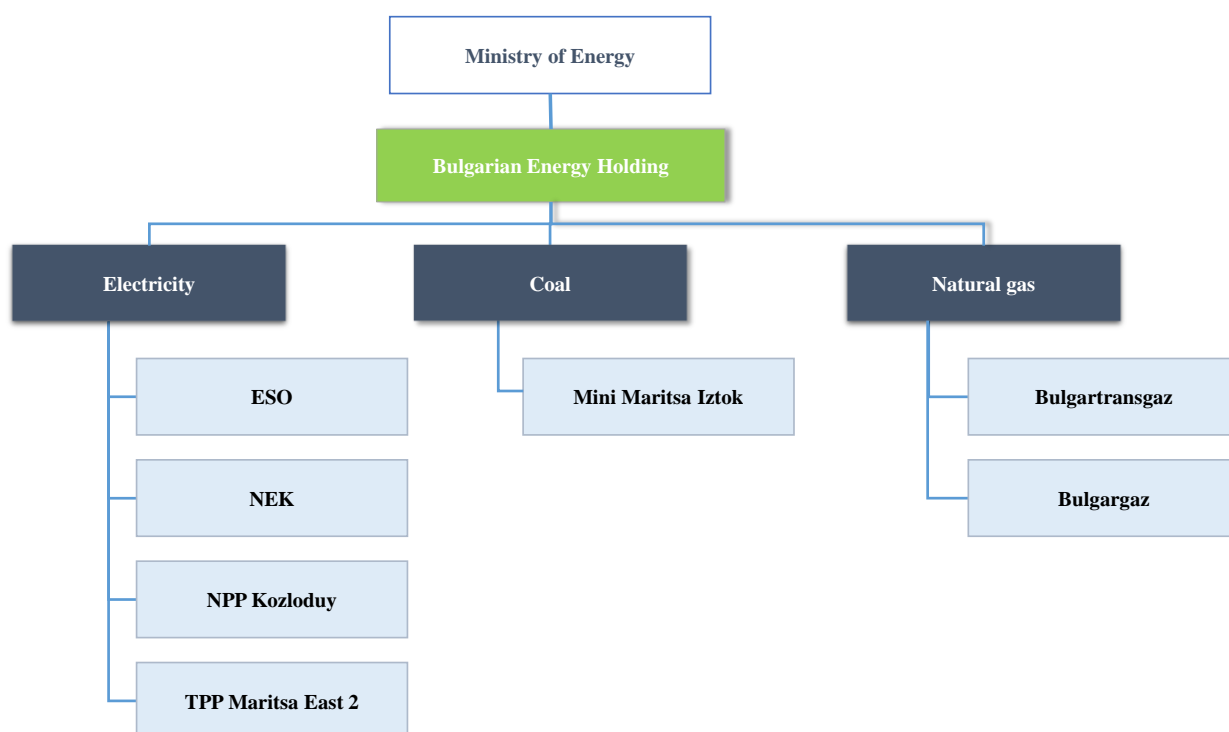 Ministry of Energy
Bulgarian Energy Holding
Electricity
Coal
Natural gas
ESO
Mini Maritsa Iztok
Bulgartransgaz
NEK
Bulgargaz
NPP Kozloduy
TPP Maritsa East 2